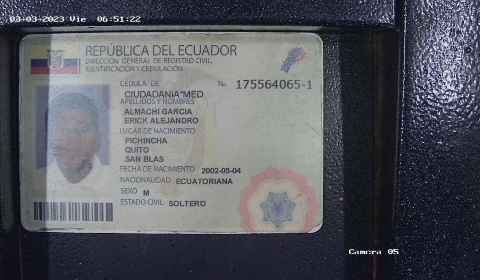 03-03-2023 Vie 06:51:22
REPÚBLICA DEL ECUADOR
DIRECCIÓN GENERAL DE REGISTRO CIVIL,
IDENTIFICACIÓN Y CEDULACIÓN
CÉDULA DE No. 175564065-1
CIUDADANIA*MED
APELLIDOS Y NOMBRES
ALMACHI GARCIA
ERICK ALEJANDRO
LUGAR DE NACIMIENTO
PICHINCHA
QUITO
SAN BLAS
FECHA DE NACIMIENTO 2002-05-04
NACIONALIDAD ECUATORIANA
SEXO M
ESTADO CIVIL SOLTERO
Camera 05